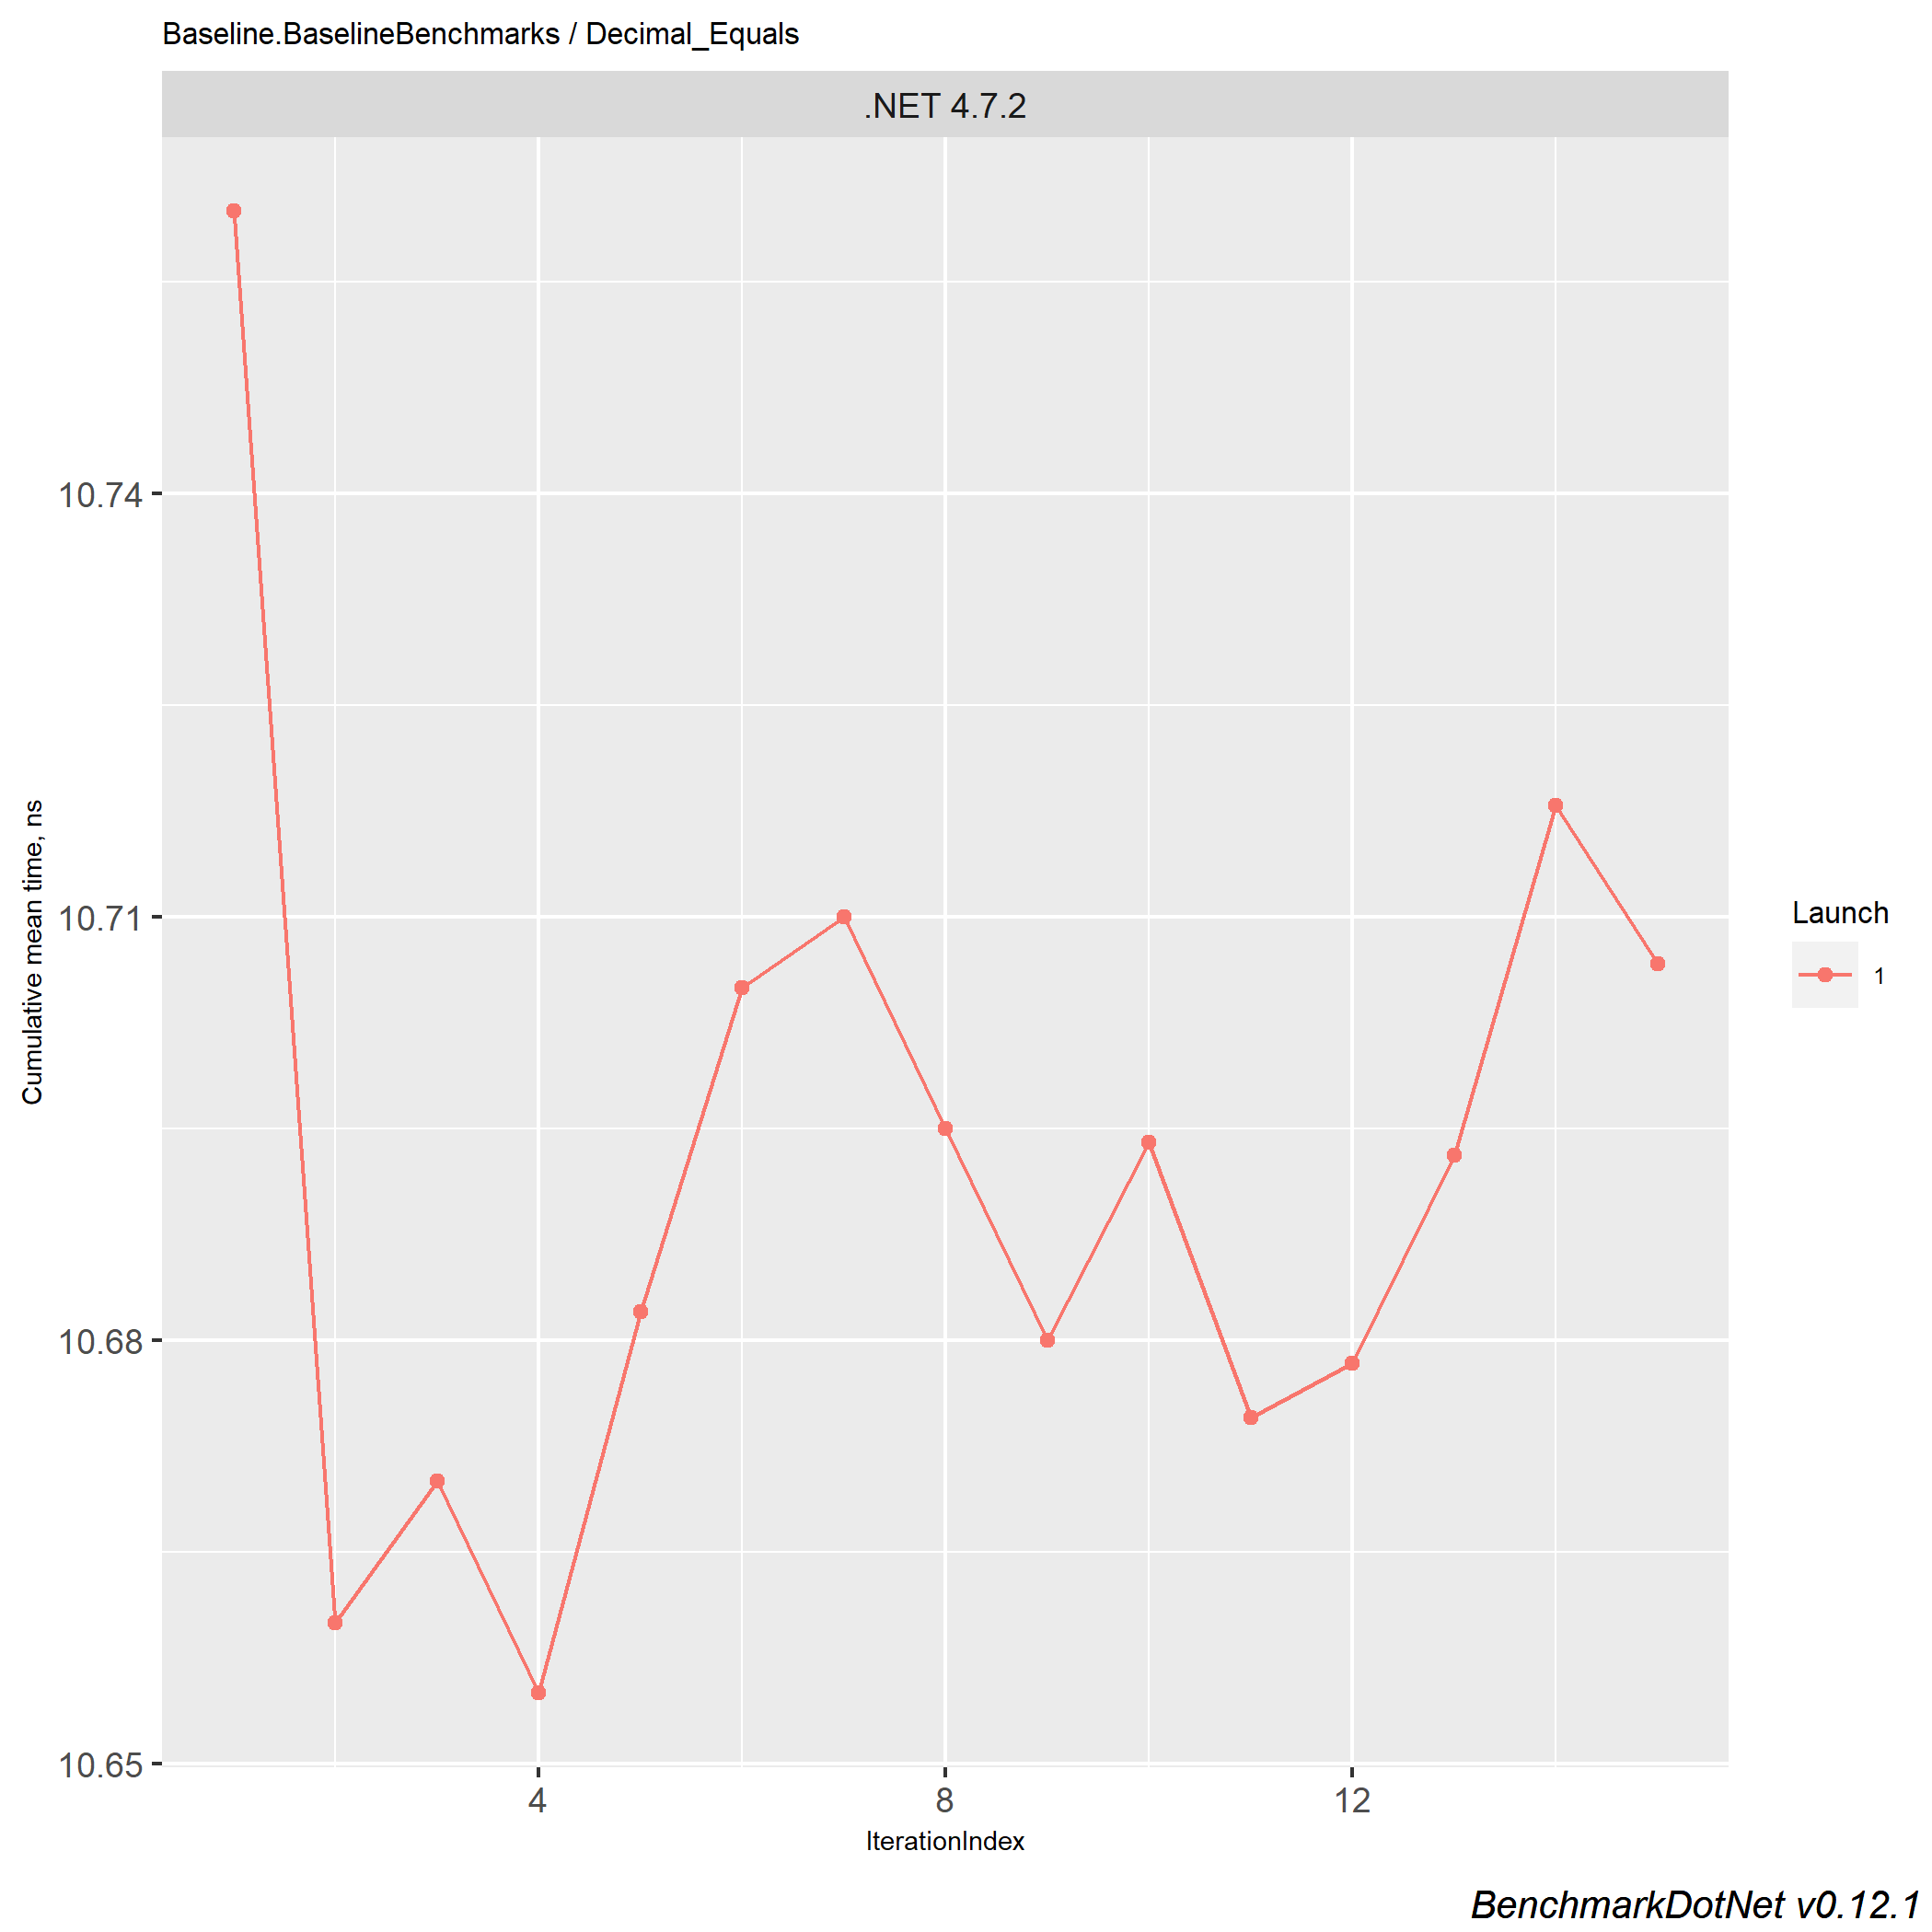 Baseline.BaselineBenchmarks / Decimal_Equals
.NET 4.7.2
10.74
10.71
10.68
10.65
Cumulative mean time, ns
4
8
12
IterationIndex
Launch
1
BenchmarkDotNet v0.12.1